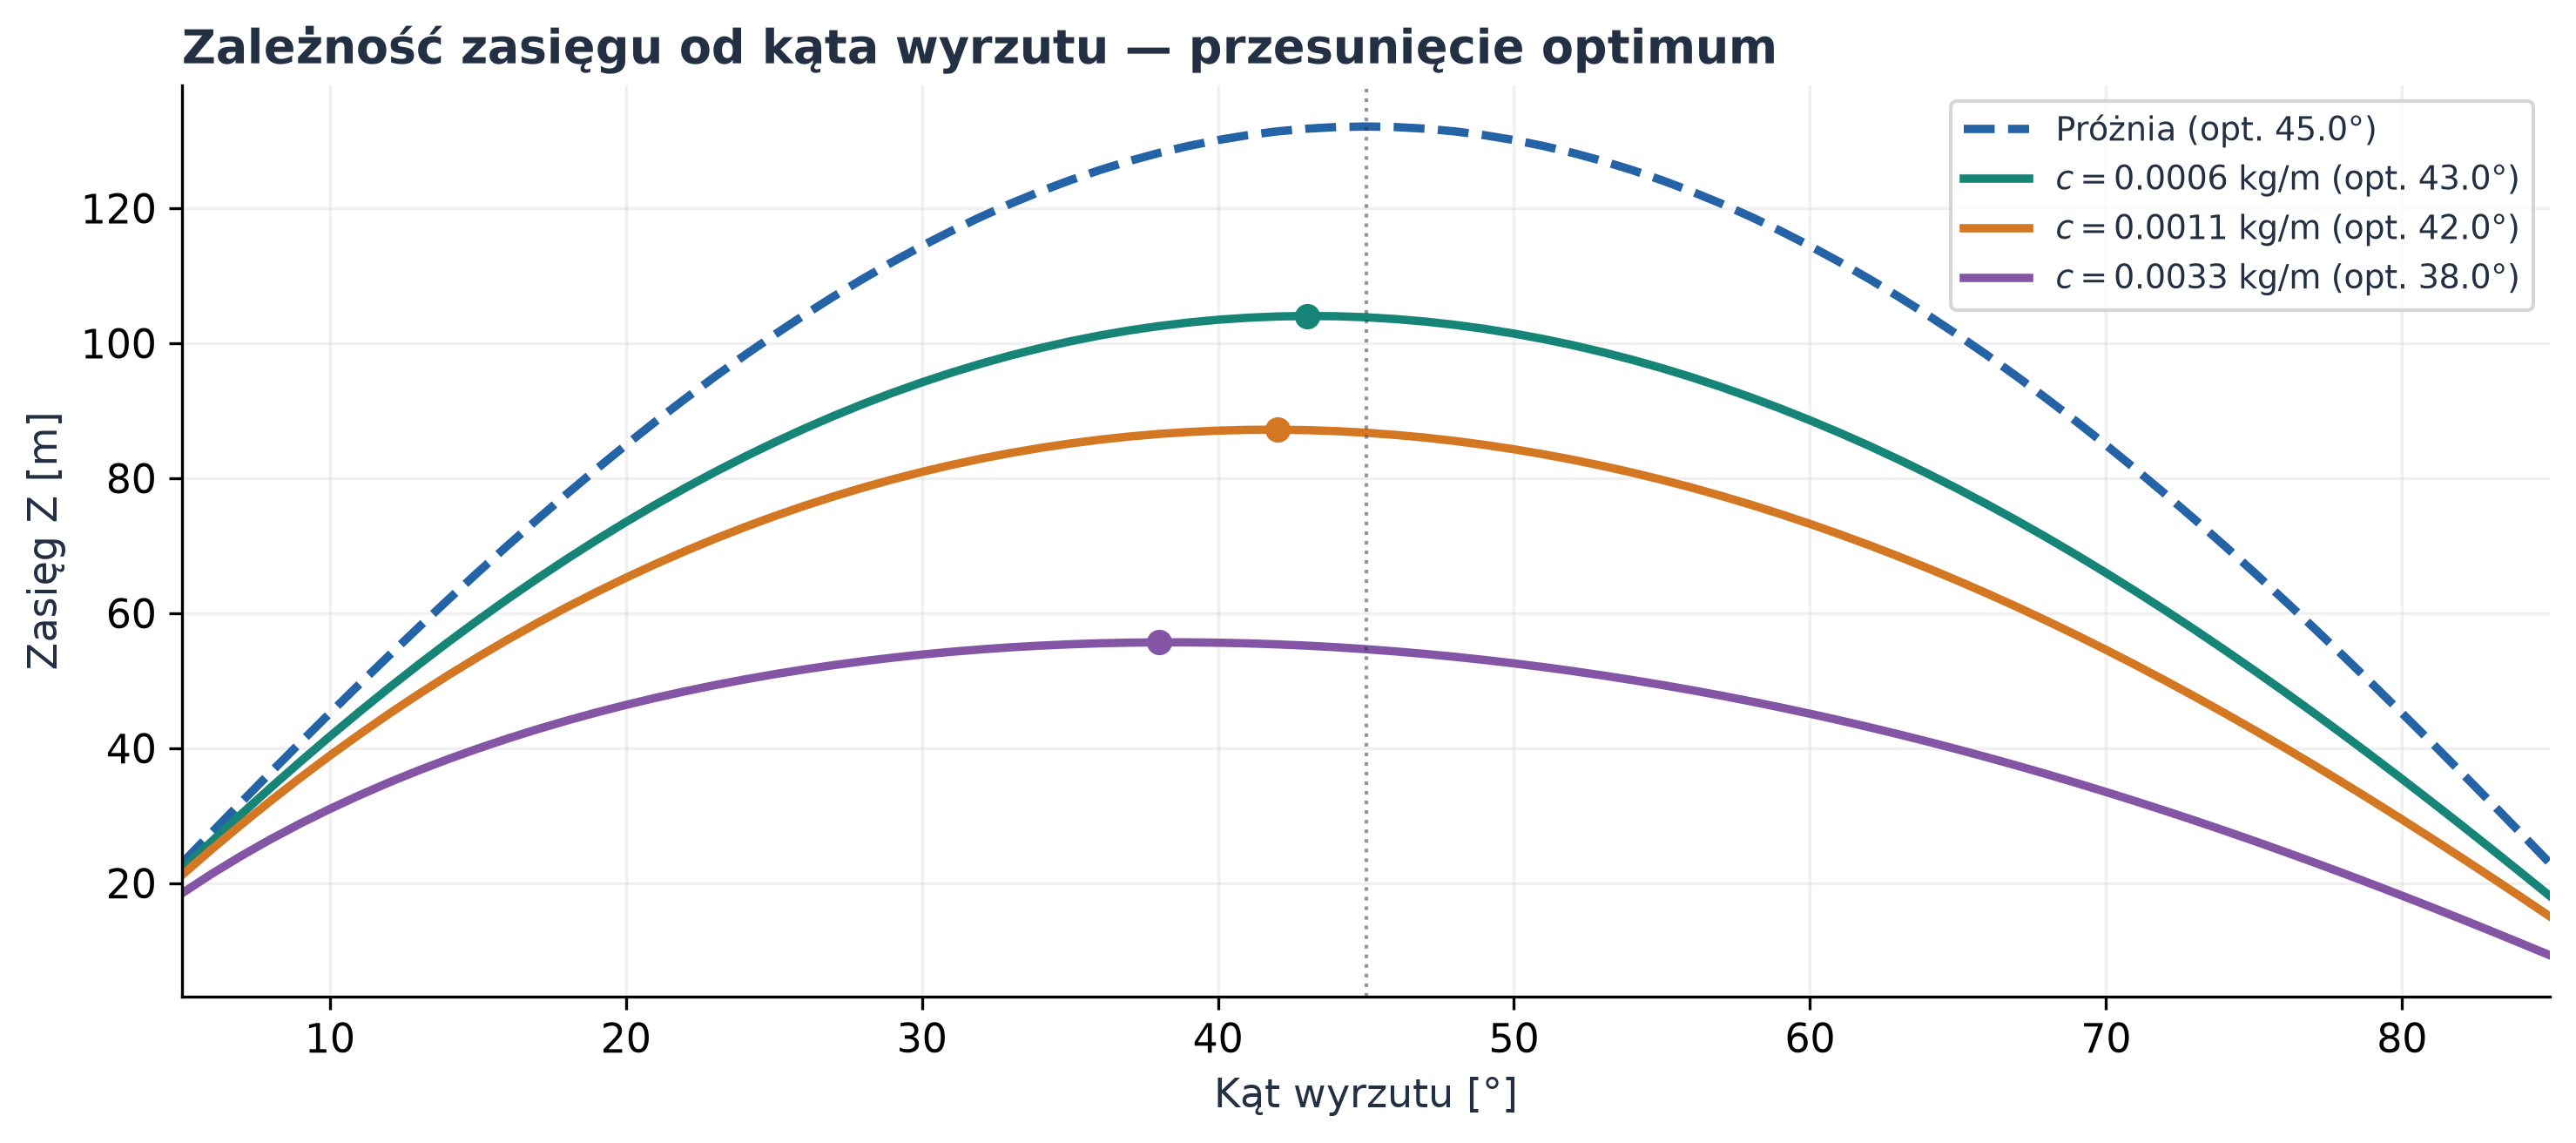 Zależność zasięgu od kąta wyrzutu — przesunięcie optimum
Próżnia (opt. 45.0°)
c = 0.0006 kg/m (opt. 43.0°)
c = 0.0011 kg/m (opt. 42.0°)
c = 0.0033 kg/m (opt. 38.0°)
Zasięg Z [m]
120
100
80
60
40
20
10 20 30 40 50 60 70 80
Kąt wyrzutu [°]